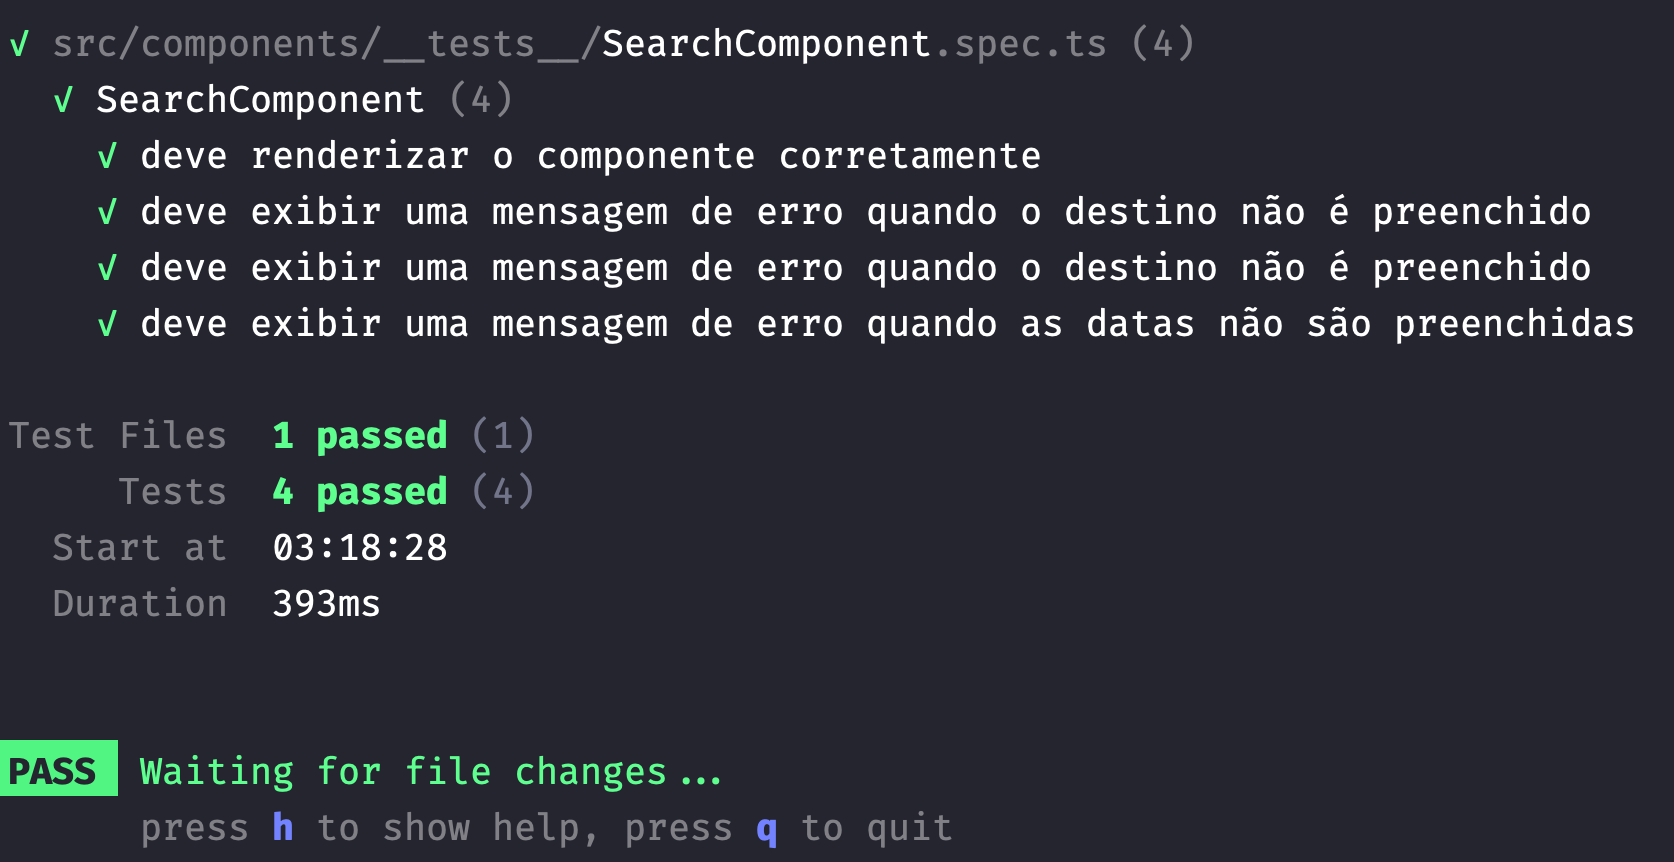 √ src/components/__tests__/SearchComponent.spec.ts (4)
√ SearchComponent (4)
√ deve renderizar o componente corretamente
√ deve exibir uma mensagem de erro quando o destino não é preenchido
√ deve exibir uma mensagem de erro quando o destino não é preenchido
√ deve exibir uma mensagem de erro quando as datas não são preenchidas
Test Files 1 passed (1)
Tests 4 passed (4)
Start at 03:18:28
Duration 393ms
PASS Waiting for file changes...
press h to show help, press q to quit